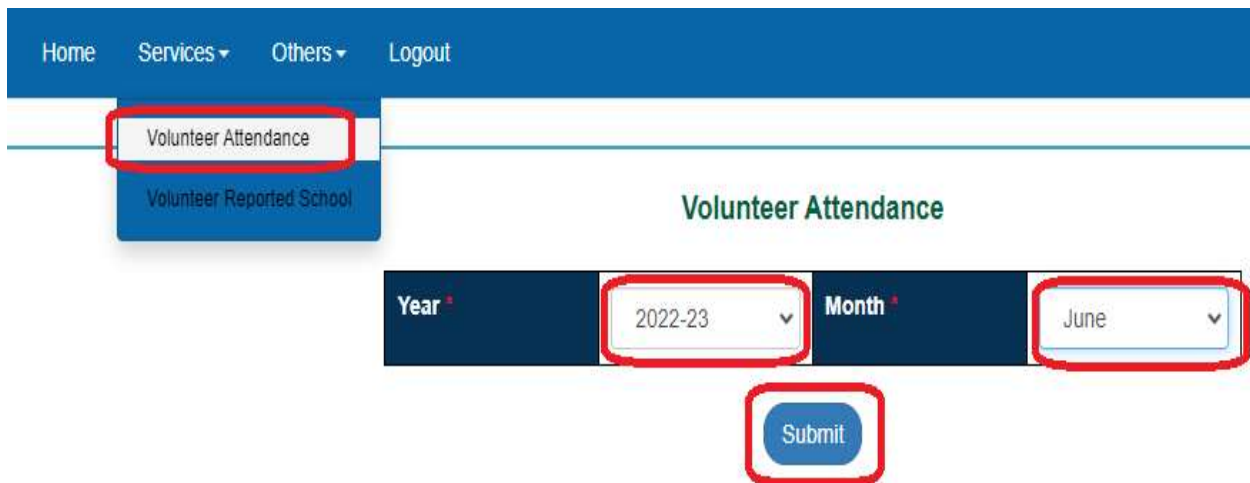 Home Services Others Logout
Volunteer Attendance
Volunteer Reported School
Volunteer Attendance
Year * 2022-23 Month * June
Submit